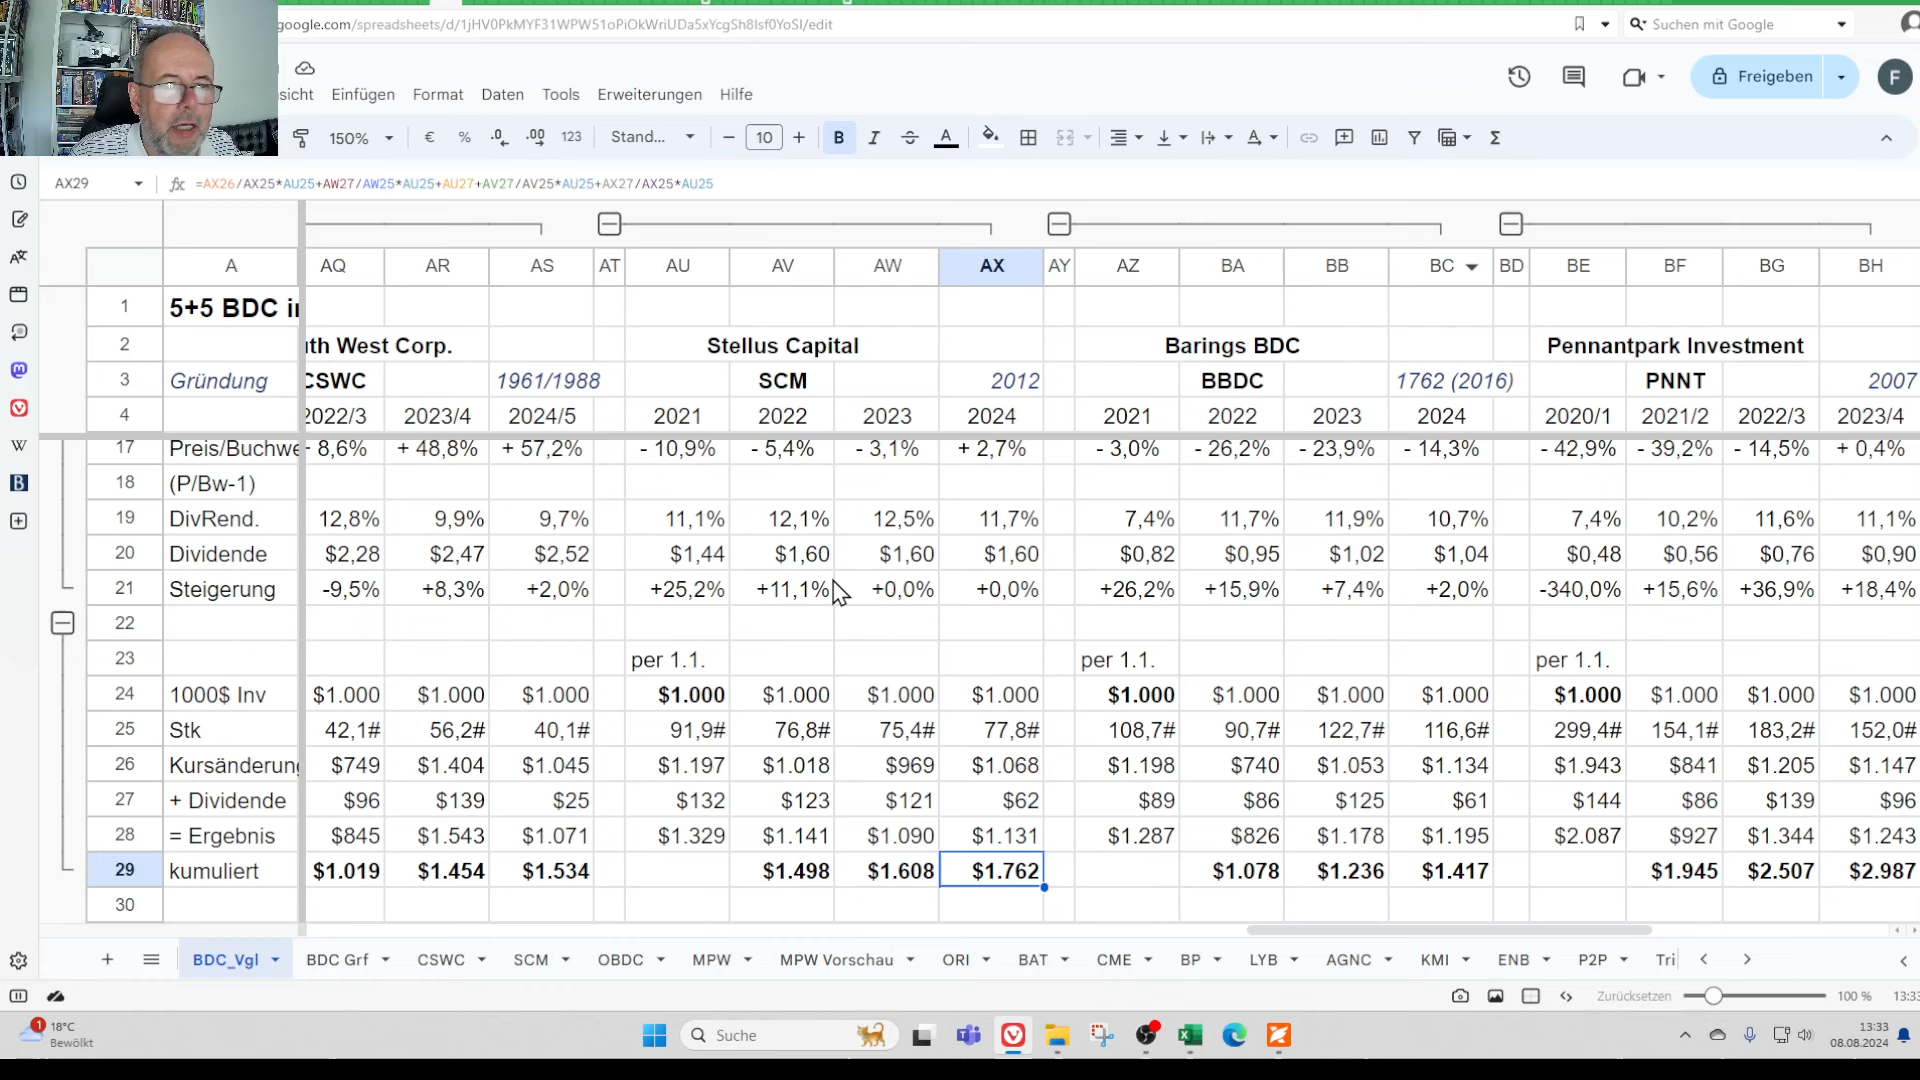 google.com/spreadsheets/d/1jHV0PkMYF31WPW51oPiOkWriUDa5xYcgSh8Isf0YoSI/edit
Suchen mit Google
nsicht Einfügen Format Daten Tools Erweiterungen Hilfe
Freigeben
F
150% € % .0 .00 123 Stand... 10 B I A Σ
AX29 fx =AX26/AX25*AU25+AW27/AW25*AU25+AU27+AV27/AV25*AU25+AX27/AX25*AU25
A AQ AR AS AT AU AV AW AX AY AZ BA BB BC BD BE BF BG BH
1 5+5 BDC in
2 uth West Corp. Stellus Capital Barings BDC Pennantpark Investment
3 Gründung CSWC 1961/1988 SCM 2012 BBDC 1762 (2016) PNNT 2007
4 2022/3 2023/4 2024/5 2021 2022 2023 2024 2021 2022 2023 2024 2020/1 2021/2 2022/3 2023/4
17 Preis/Buchwe - 8,6% + 48,8% + 57,2% - 10,9% - 5,4% - 3,1% + 2,7% - 3,0% - 26,2% - 23,9% - 14,3% - 42,9% - 39,2% - 14,5% + 0,4%
18 (P/Bw-1)
19 DivRend. 12,8% 9,9% 9,7% 11,1% 12,1% 12,5% 11,7% 7,4% 11,7% 11,9% 10,7% 7,4% 10,2% 11,6% 11,1%
20 Dividende $2,28 $2,47 $2,52 $1,44 $1,60 $1,60 $1,60 $0,82 $0,95 $1,02 $1,04 $0,48 $0,56 $0,76 $0,90
21 Steigerung -9,5% +8,3% +2,0% +25,2% +11,1% +0,0% +0,0% +26,2% +15,9% +7,4% +2,0% -340,0% +15,6% +36,9% +18,4%
22
23 per 1.1. per 1.1. per 1.1.
24 1000$ Inv $1.000 $1.000 $1.000 $1.000 $1.000 $1.000 $1.000 $1.000 $1.000 $1.000 $1.000 $1.000 $1.000 $1.000 $1.000
25 Stk 42,1# 56,2# 40,1# 91,9# 76,8# 75,4# 77,8# 108,7# 90,7# 122,7# 116,6# 299,4# 154,1# 183,2# 152,0#
26 Kursänderung $749 $1.404 $1.045 $1.197 $1.018 $969 $1.068 $1.198 $740 $1.053 $1.134 $1.943 $841 $1.205 $1.147
27 + Dividende $96 $139 $25 $132 $123 $121 $62 $89 $86 $125 $61 $144 $86 $139 $96
28 = Ergebnis $845 $1.543 $1.071 $1.329 $1.141 $1.090 $1.131 $1.287 $826 $1.178 $1.195 $2.087 $927 $1.344 $1.243
29 kumuliert $1.019 $1.454 $1.534 $1.498 $1.608 $1.762 $1.078 $1.236 $1.417 $1.945 $2.507 $2.987
30
BDC_Vgl BDC Grf CSWC SCM OBDC MPW MPW Vorschau ORI BAT CME BP LYB AGNC KMI ENB P2P Tri
Zurücksetzen 100 % 13:33
1 18°C
Bewölkt
Suche
13:33
08.08.2024